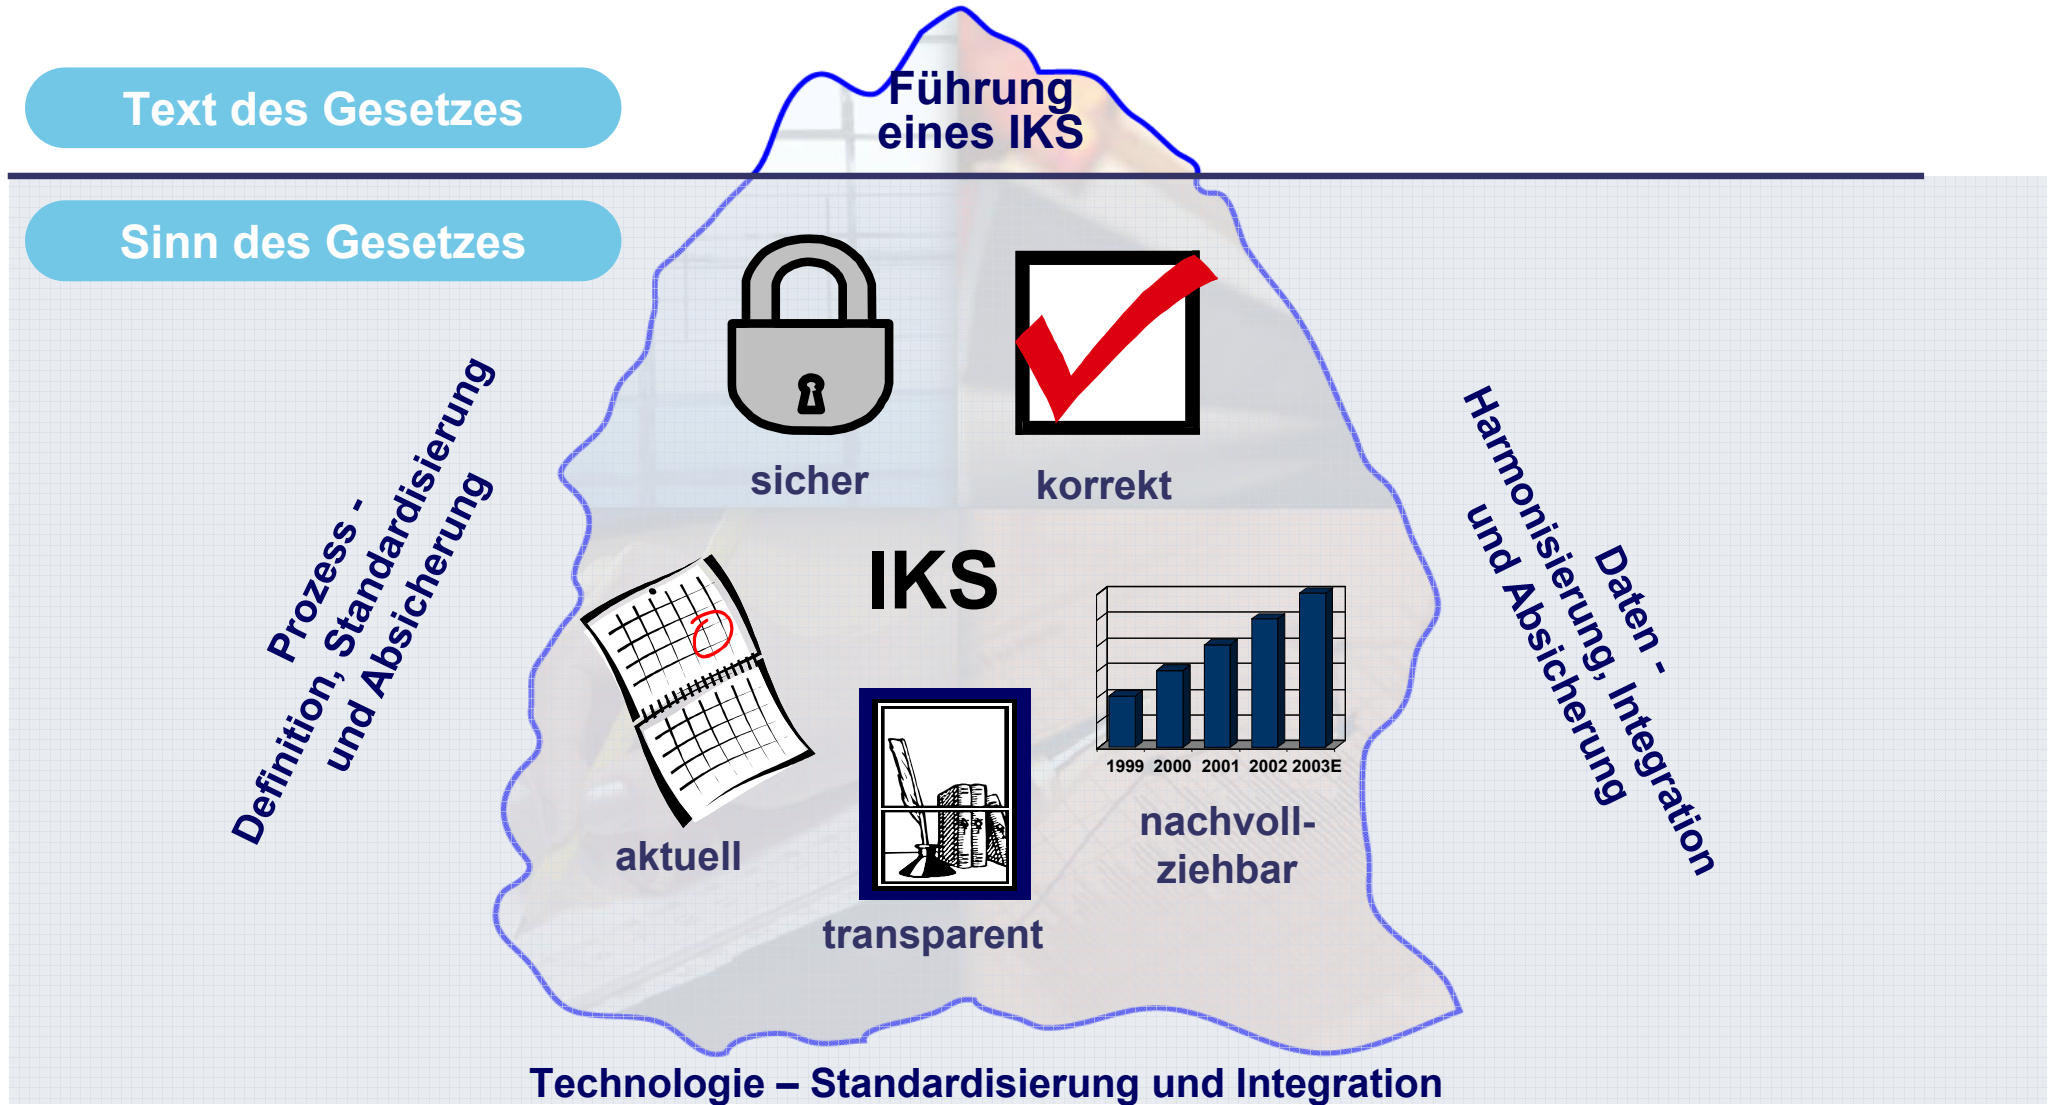 Führung
eines IKS
Text des Gesetzes
Sinn des Gesetzes
sicher
korrekt
Prozess -
Definition, Standardisierung
und Absicherung
Daten -
Harmonisierung, Integration
und Absicherung
IKS
1999 2000 2001 2002 2003E
aktuell
nachvoll-
ziehbar
transparent
Technologie – Standardisierung und Integration